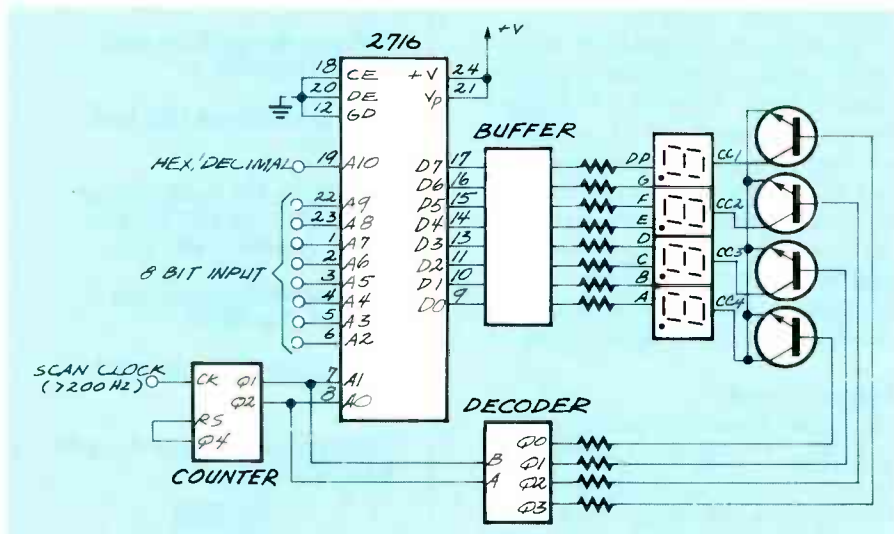 2716
+V
18 CE +V 24
20 OE VP 21
12 GD
BUFFER
HEX/DECIMAL 19 A10 D7 17 DP CC1
D6 16 G
22 A9 D5 15 F
23 A8 D4 14 E CC2
1 A7 D3 13 D
8 BIT INPUT 2 A6 D2 11 C CC3
3 A5 D1 10 B
4 A4 D0 9 A CC4
5 A3
6 A2
SCAN CLOCK
(>200 HZ)
CK Q1 7 A1
Q2 8 A0
RS
Q4
COUNTER
DECODER
Q0
B Q1
A Q2
Q3